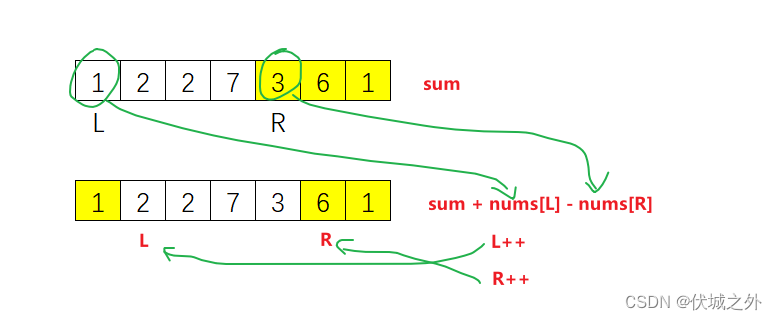 1 2 2 7 3 6 1 sum
L R
1 2 2 7 3 6 1 sum + nums[L] - nums[R]
L R L++
R++
CSDN @伏城之外